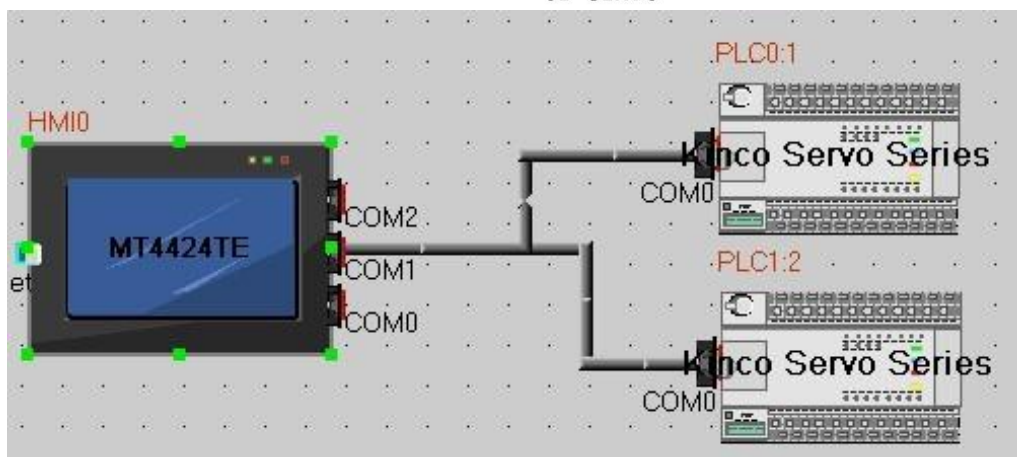 PLC0:1
HMI0
Kinco Servo Series
COM0
COM2
MT4424TE
COM1
et
PLC1:2
COM0
Kinco Servo Series
COM0